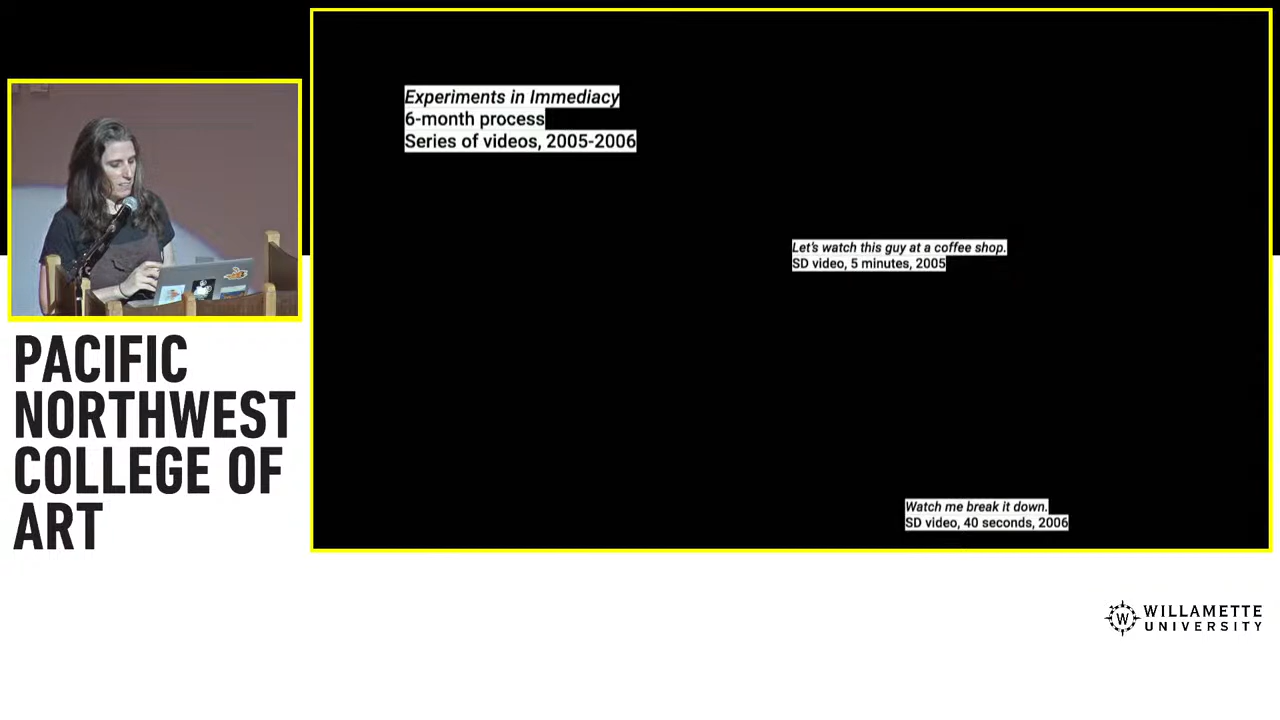 Experiments in Immediacy
6-month process
Series of videos, 2005-2006
Let's watch this guy at a coffee shop.
SD video, 5 minutes, 2005
Watch me break it down.
SD video, 40 seconds, 2006
PACIFIC
NORTHWEST
COLLEGE OF
ART
W
WILLAMETTE
UNIVERSITY